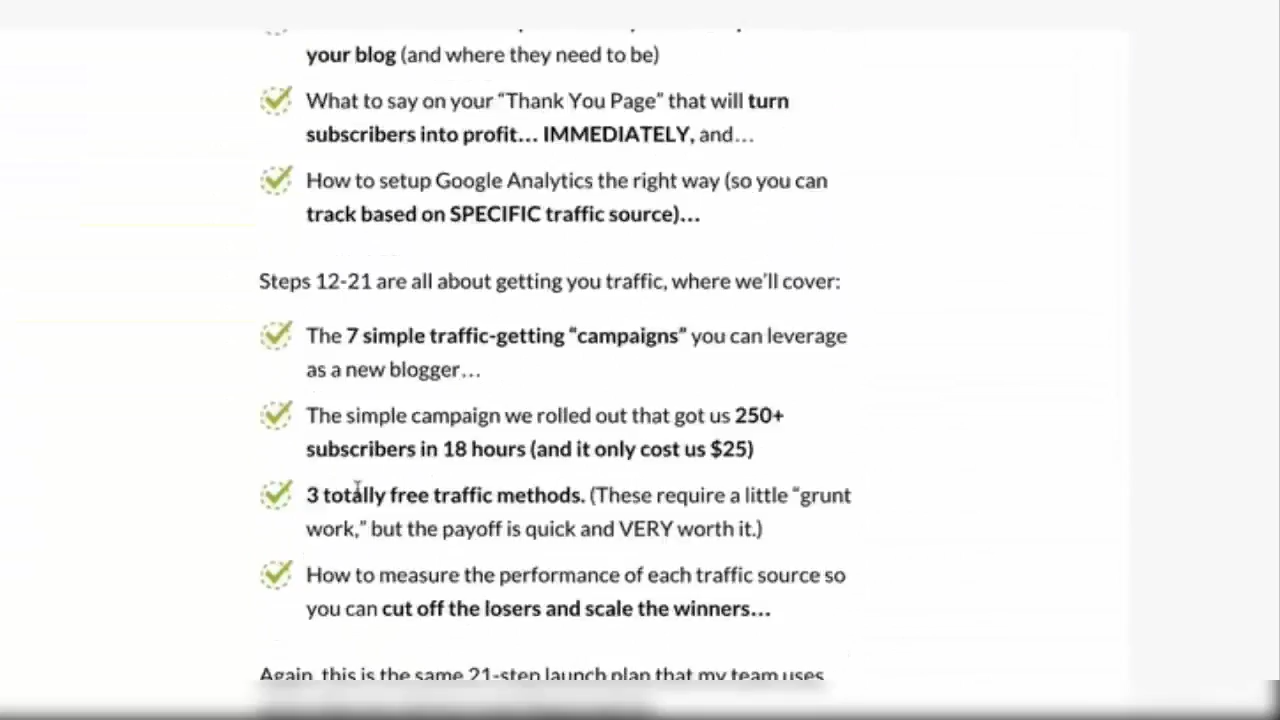 your blog (and where they need to be)
What to say on your “Thank You Page” that will turn
subscribers into profit… IMMEDIATELY, and…
How to setup Google Analytics the right way (so you can
track based on SPECIFIC traffic source)…
Steps 12-21 are all about getting you traffic, where we’ll cover:
The 7 simple traffic-getting “campaigns” you can leverage
as a new blogger…
The simple campaign we rolled out that got us 250+
subscribers in 18 hours (and it only cost us $25)
3 totally free traffic methods. (These require a little “grunt
work,” but the payoff is quick and VERY worth it.)
How to measure the performance of each traffic source so
you can cut off the losers and scale the winners…
Again, this is the same 21-step launch plan that my team uses